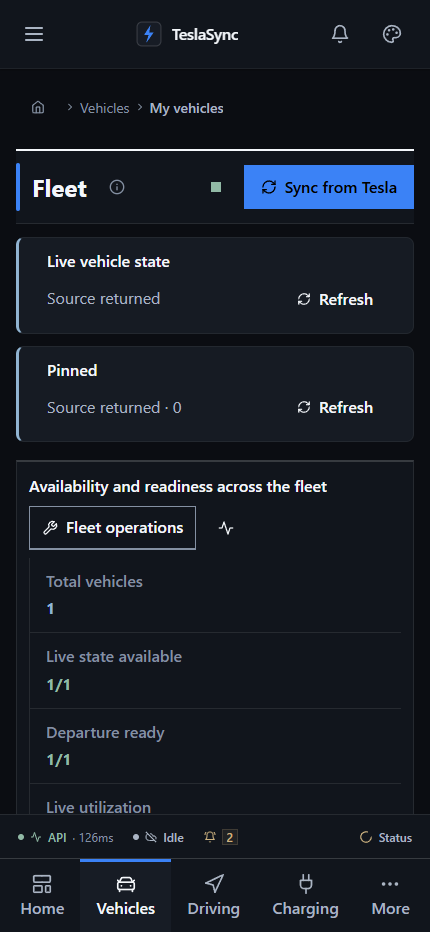 TeslaSync
Vehicles My vehicles
Fleet
Sync from Tesla
Live vehicle state
Source returned
Refresh
Pinned
Source returned · 0
Refresh
Availability and readiness across the fleet
Fleet operations
Total vehicles
1
Live state available
1/1
Departure ready
1/1
Live utilization
API · 126ms Idle 2 Status
Home Vehicles Driving Charging More